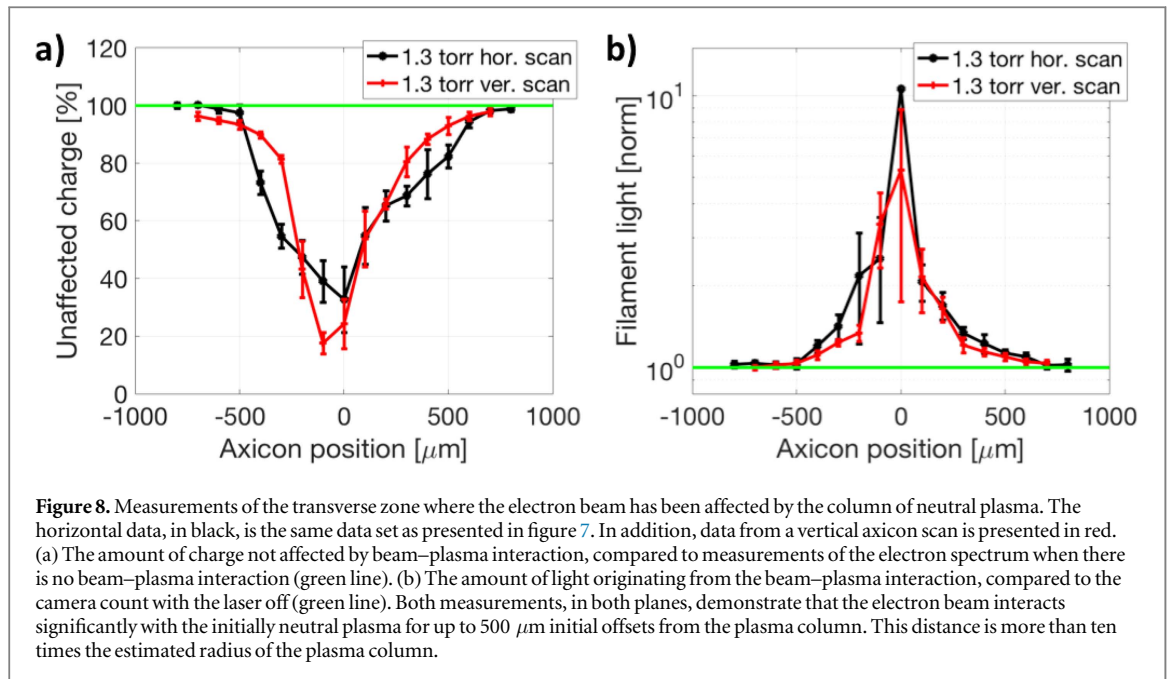 a)
120
100
80
60
40
20
0
Unaffected charge [%]
1.3 torr hor. scan
1.3 torr ver. scan
-1000
-500
0
500
1000
Axicon position [μm]
b)
10¹
10⁰
Filament light [norm]
1.3 torr hor. scan
1.3 torr ver. scan
-1000
-500
0
500
1000
Axicon position [μm]
Figure 8. Measurements of the transverse zone where the electron beam has been affected by the column of neutral plasma. The
horizontal data, in black, is the same data set as presented in figure 7. In addition, data from a vertical axicon scan is presented in red.
(a) The amount of charge not affected by beam–plasma interaction, compared to measurements of the electron spectrum when there
is no beam–plasma interaction (green line). (b) The amount of light originating from the beam–plasma interaction, compared to the
camera count with the laser off (green line). Both measurements, in both planes, demonstrate that the electron beam interacts
significantly with the initially neutral plasma for up to 500 μm initial offsets from the plasma column. This distance is more than ten
times the estimated radius of the plasma column.